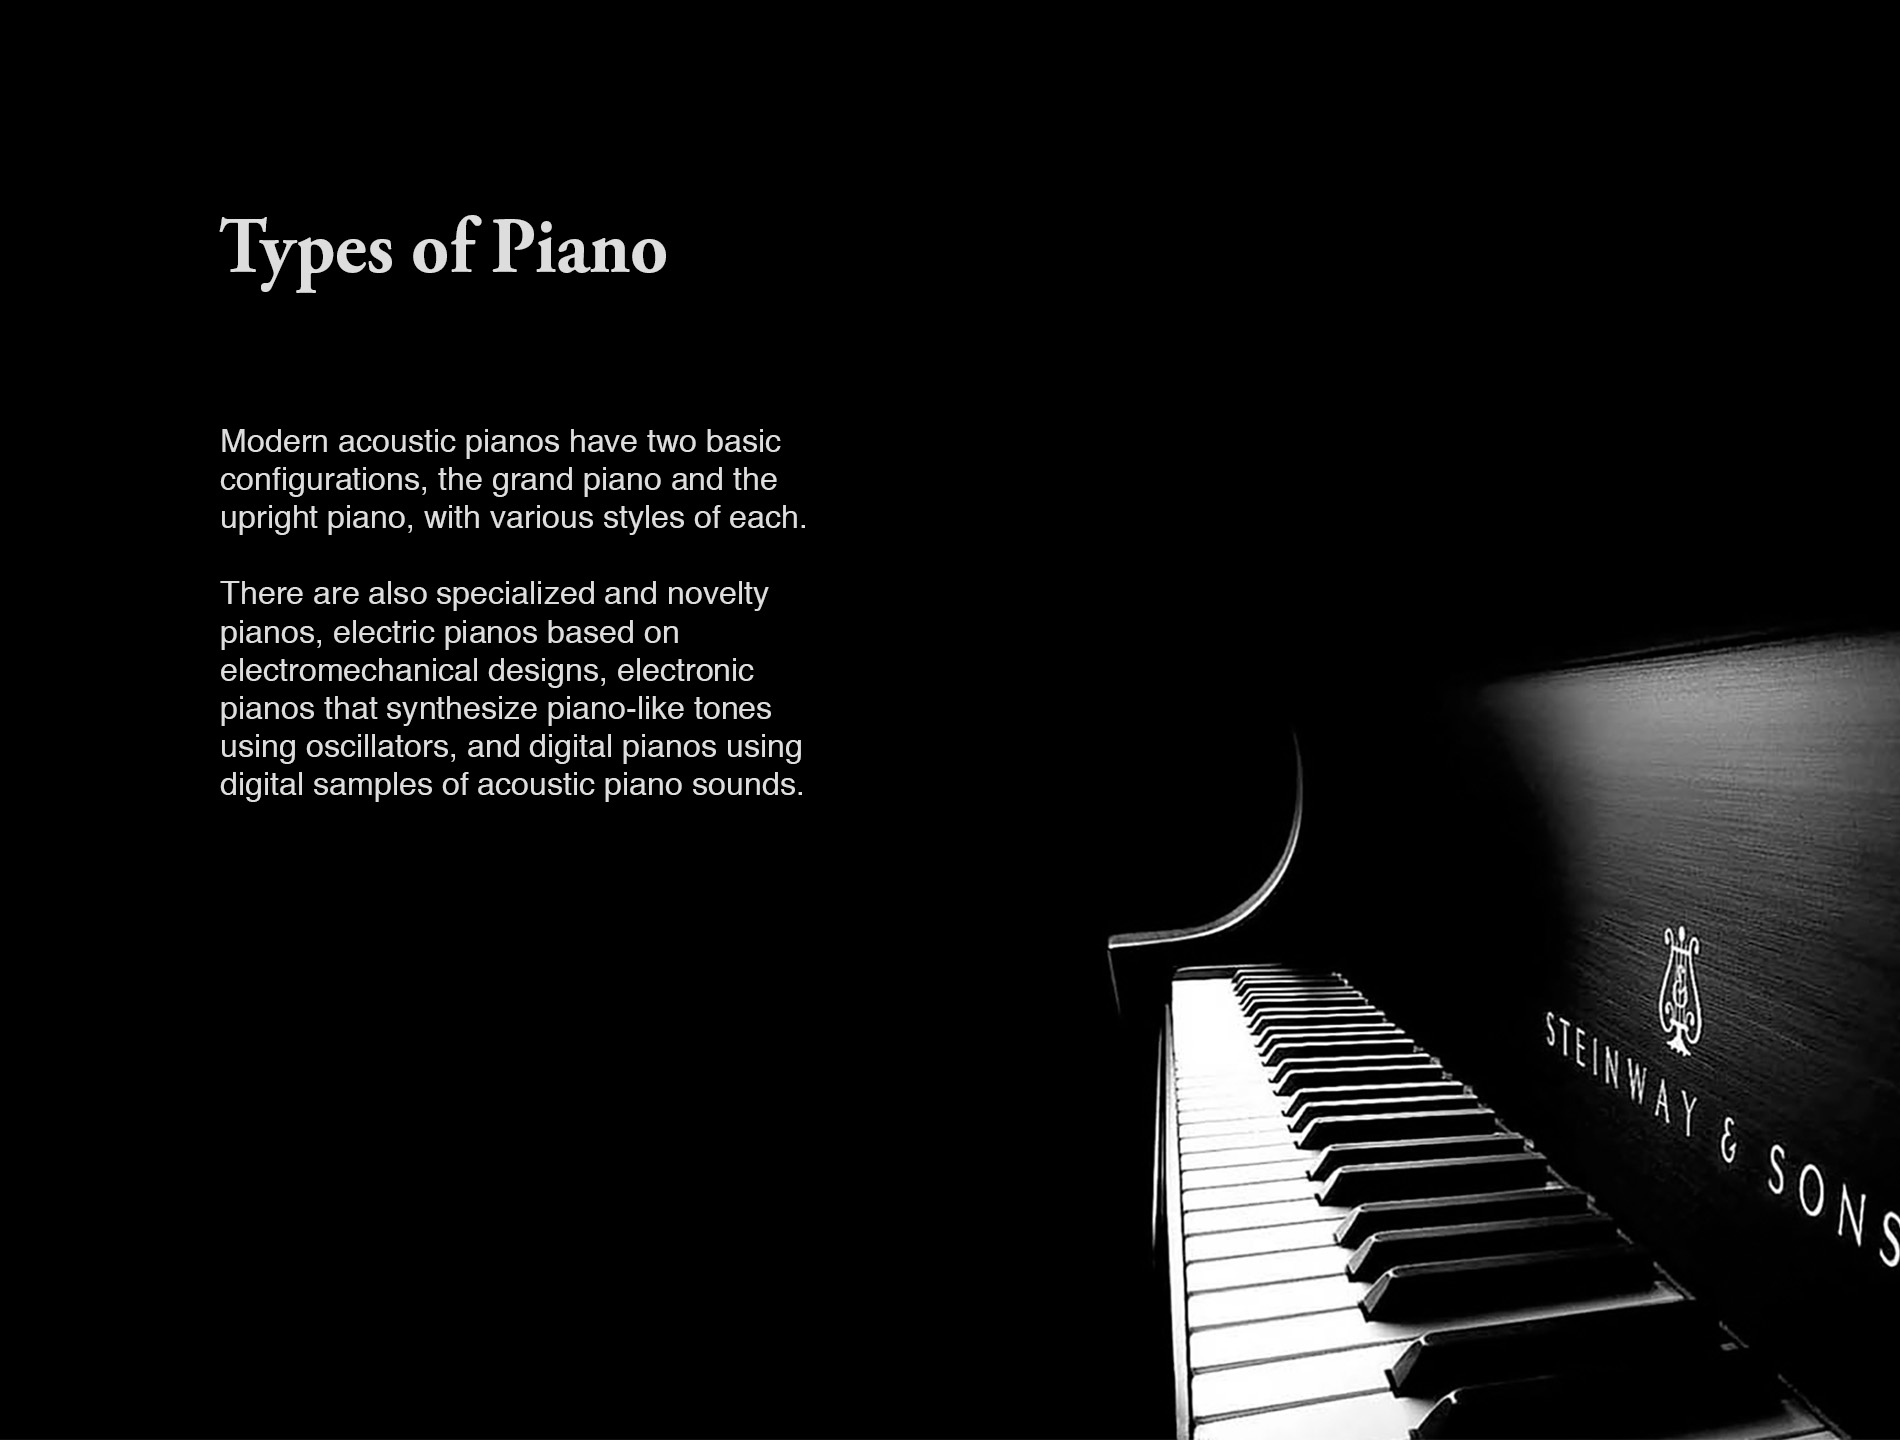 Types of Piano
Modern acoustic pianos have two basic
configurations, the grand piano and the
upright piano, with various styles of each.
There are also specialized and novelty
pianos, electric pianos based on
electromechanical designs, electronic
pianos that synthesize piano-like tones
using oscillators, and digital pianos using
digital samples of acoustic piano sounds.
STEINWAY & SONS